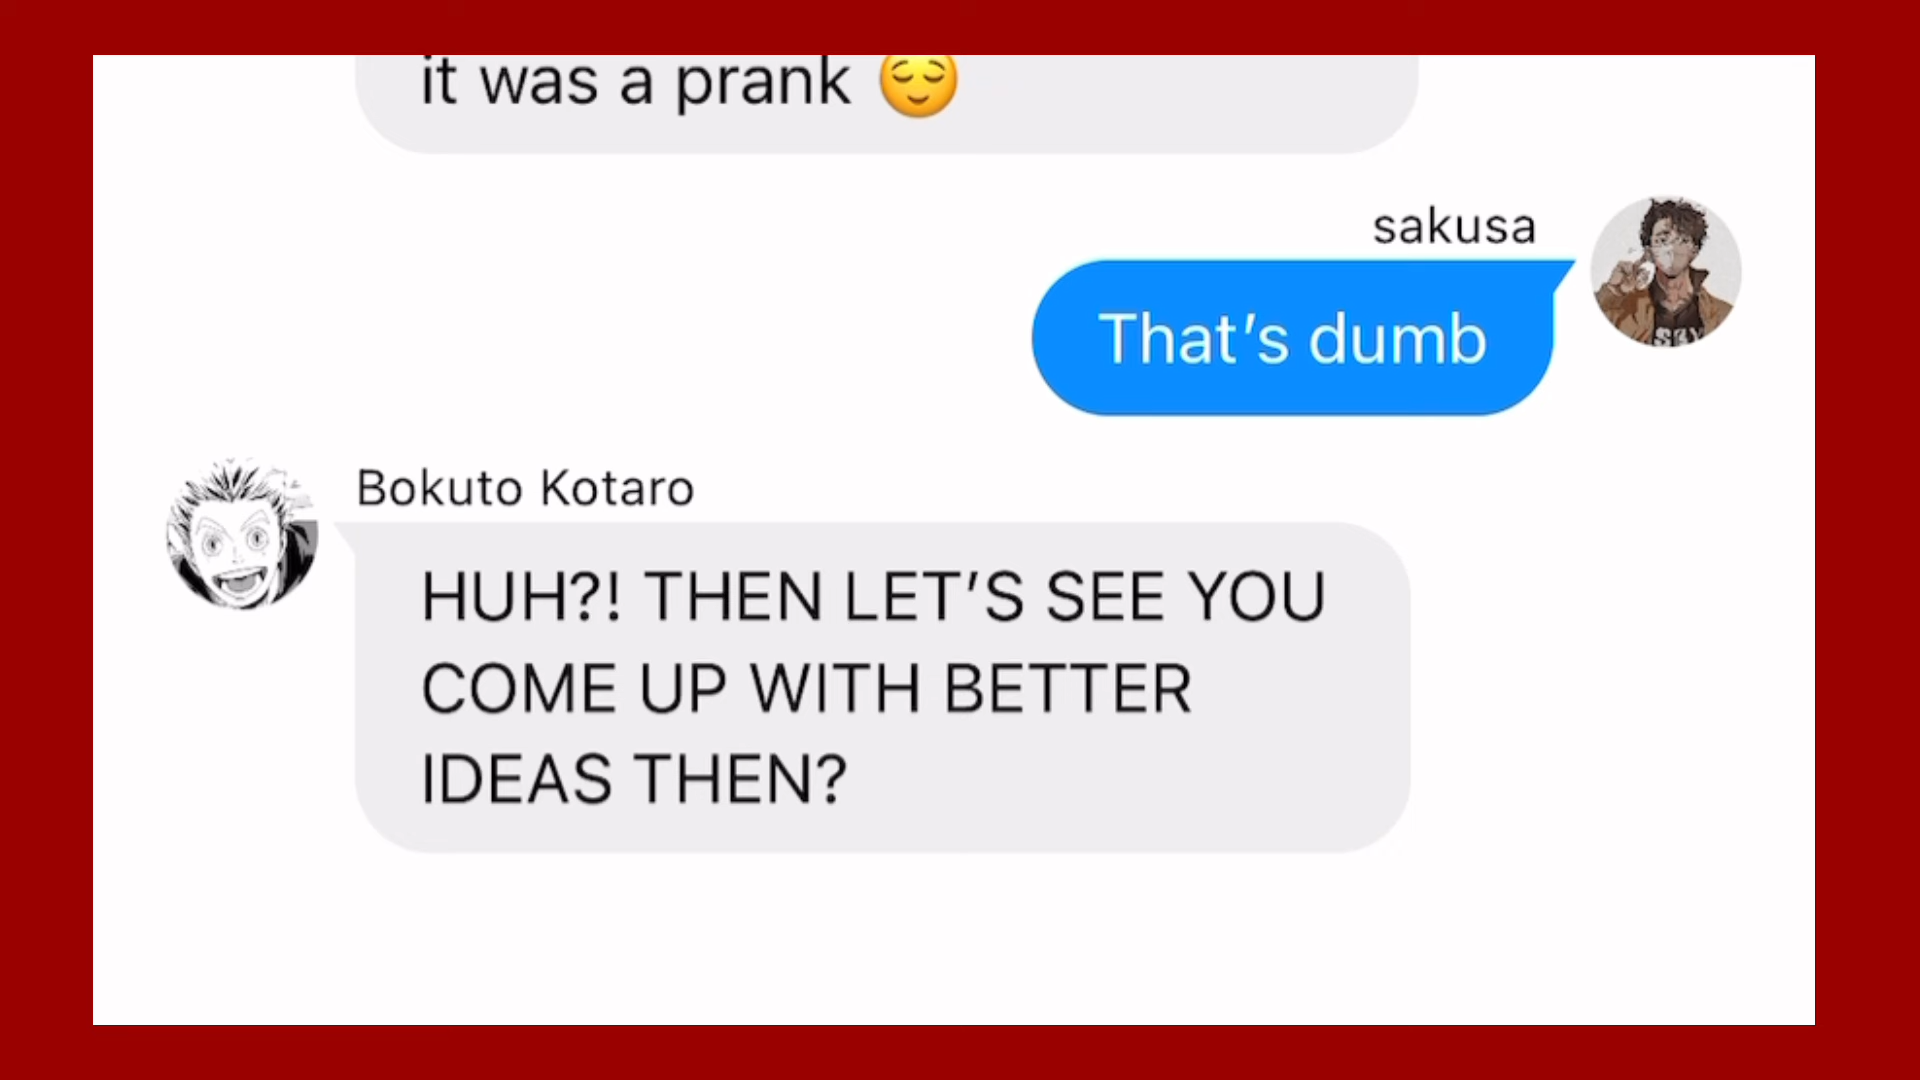 it was a prank 😌
sakusa
That’s dumb
Bokuto Kotaro
HUH?! THEN LET’S SEE YOU
COME UP WITH BETTER
IDEAS THEN?